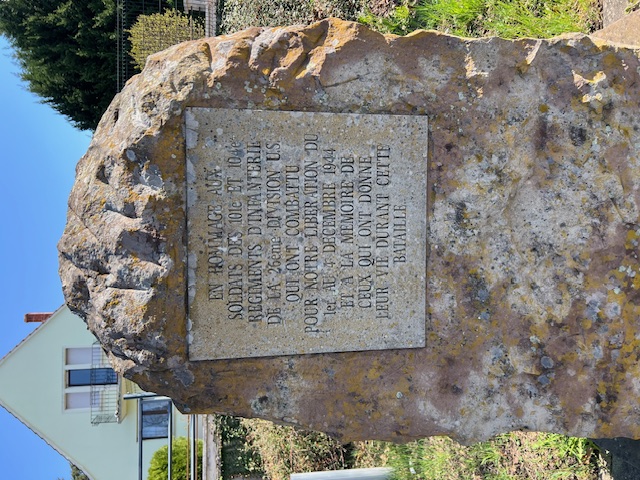 EN HOMMAGE AUX
SOLDATS DES 101e ET 104e
REGIMENTS D'INFANTERIE
DE LA 26eme DIVISION US
QUI ONT COMBATTU
POUR NOTRE LIBERATION DU
1er AU 4 DECEMBRE 1944
ET A LA MEMOIRE DE
CEUX QUI ONT DONNE
LEUR VIE DURANT CETTE
BATAILLE